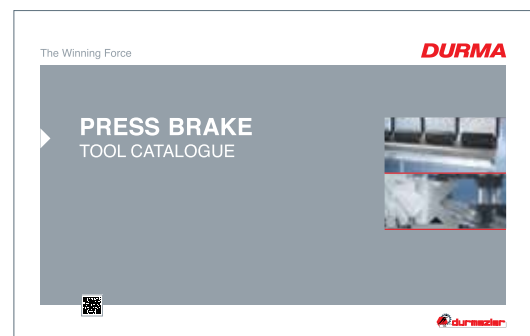 The Winning Force
DURMA
PRESS BRAKE
TOOL CATALOGUE
durmazlar